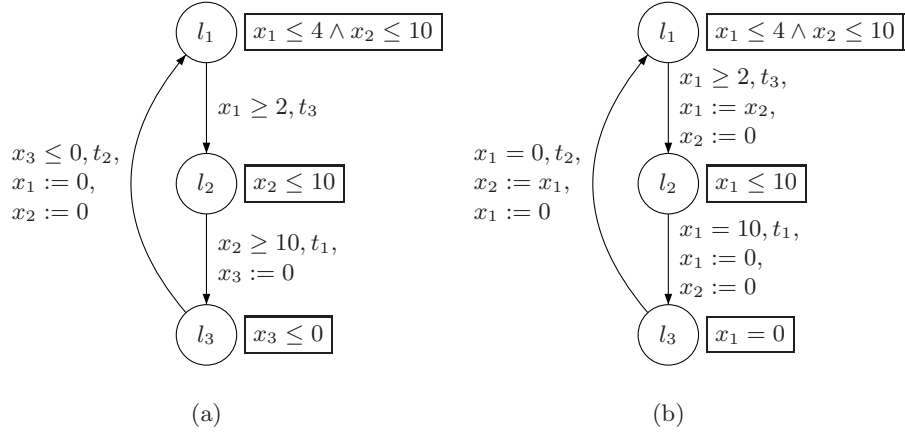 l₁
x₁ ≤ 4 ∧ x₂ ≤ 10
x₁ ≥ 2, t₃
x₃ ≤ 0, t₂,
x₁ := 0,
x₂ := 0
l₂
x₂ ≤ 10
x₂ ≥ 10, t₁,
x₃ := 0
l₃
x₃ ≤ 0
(a)
l₁
x₁ ≤ 4 ∧ x₂ ≤ 10
x₁ ≥ 2, t₃,
x₁ := x₂,
x₂ := 0
x₁ = 0, t₂,
x₂ := x₁,
x₁ := 0
l₂
x₁ ≤ 10
x₁ = 10, t₁,
x₁ := 0,
x₂ := 0
l₃
x₁ = 0
(b)